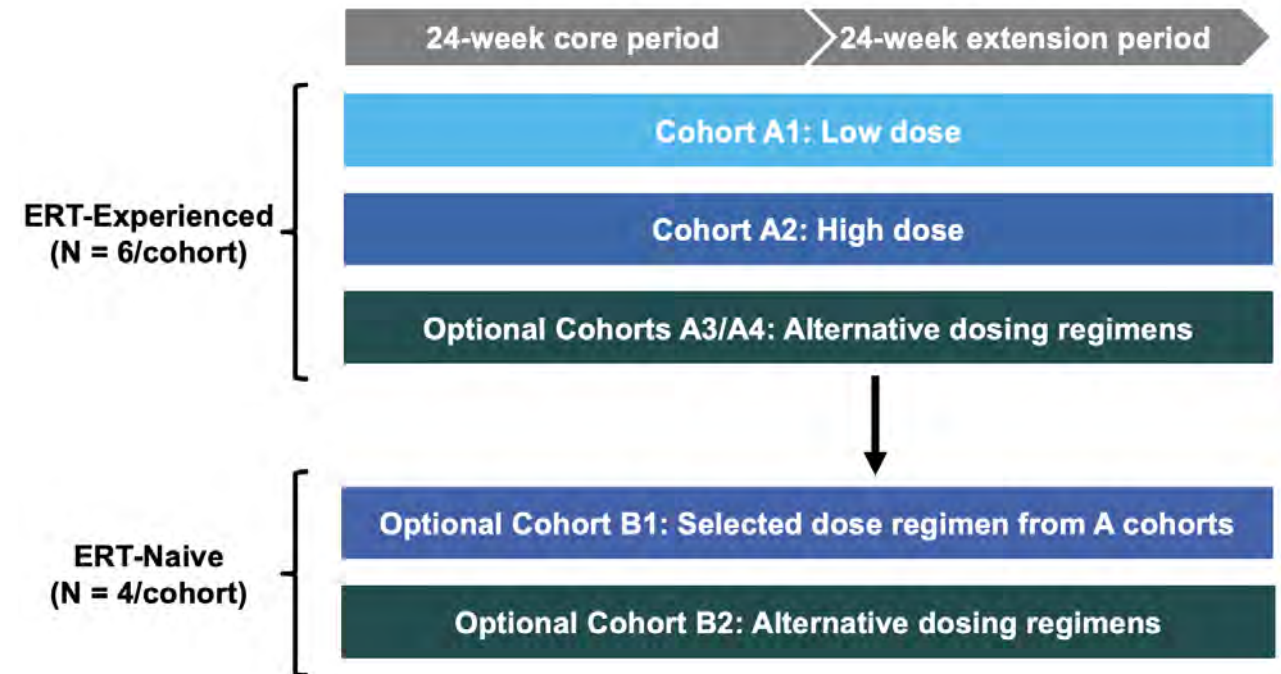 24-week core period
24-week extension period
ERT-Experienced
(N = 6/cohort)
Cohort A1: Low dose
Cohort A2: High dose
Optional Cohorts A3/A4: Alternative dosing regimens
ERT-Naive
(N = 4/cohort)
Optional Cohort B1: Selected dose regimen from A cohorts
Optional Cohort B2: Alternative dosing regimens